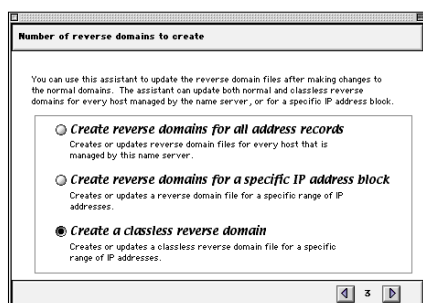 Number of reverse domains to create
You can use this assistant to update the reverse domain files after making changes to
the normal domains. The assistant can update both normal and classless reverse
domains for every host managed by the name server, or for a specific IP address block.
Create reverse domains for all address records
Creates or updates reverse domain files for every host that is
managed by this name server.
Create reverse domains for a specific IP address block
Creates or updates a reverse domain file for a specific range of IP
addresses.
Create a classless reverse domain
Creates or updates a classless reverse domain file for a specific
range of IP addresses.
3